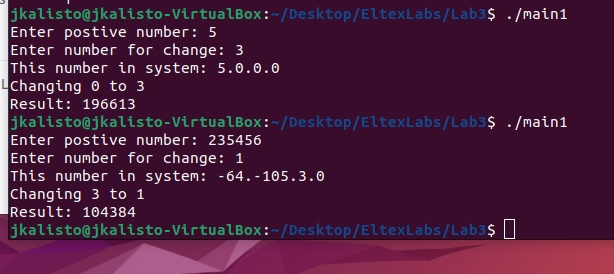 jkalisto@jkalisto-VirtualBox:~/Desktop/EltexLabs/Lab3$ ./main1
Enter postive number: 5
Enter number for change: 3
This number in system: 5.0.0.0
Changing 0 to 3
Result: 196613
jkalisto@jkalisto-VirtualBox:~/Desktop/EltexLabs/Lab3$ ./main1
Enter postive number: 235456
Enter number for change: 1
This number in system: -64.-105.3.0
Changing 3 to 1
Result: 104384
jkalisto@jkalisto-VirtualBox:~/Desktop/EltexLabs/Lab3$